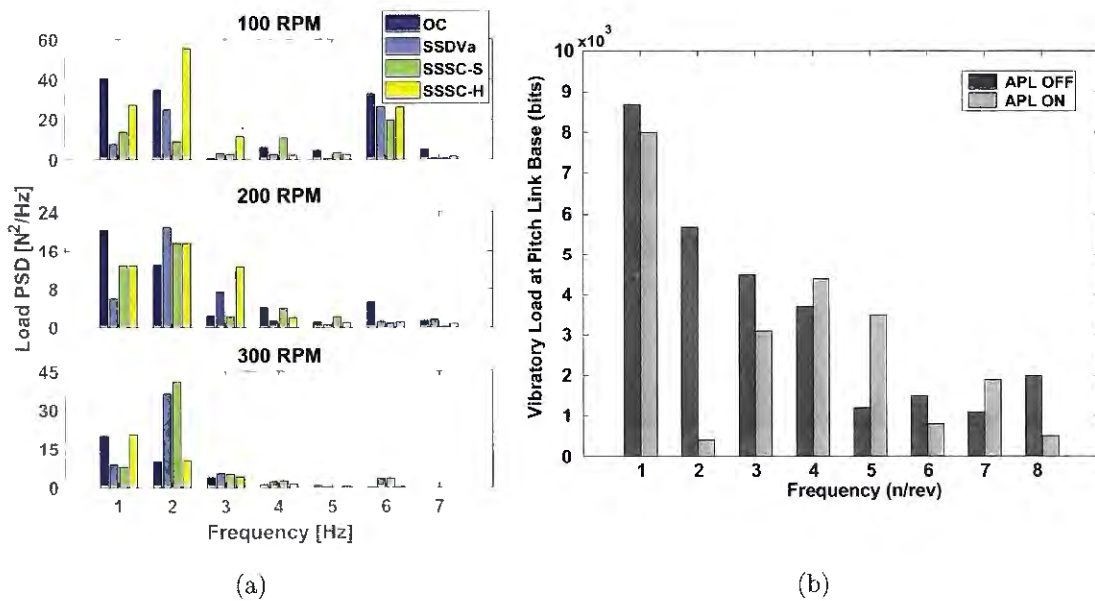 100 RPM
OC
SSDVa
SSSC-S
SSSC-H
60
40
20
0
200 RPM
24
16
8
0
300 RPM
45
30
15
0
1 2 3 4 5 6 7
Load PSD [N²/Hz]
Frequency [Hz]
(a)
×10³
APL OFF
APL ON
10
9
8
7
6
5
4
3
2
1
0
1 2 3 4 5 6 7 8
Vibratory Load at Pitch Link Base (bits)
Frequency (n/rev)
(b)